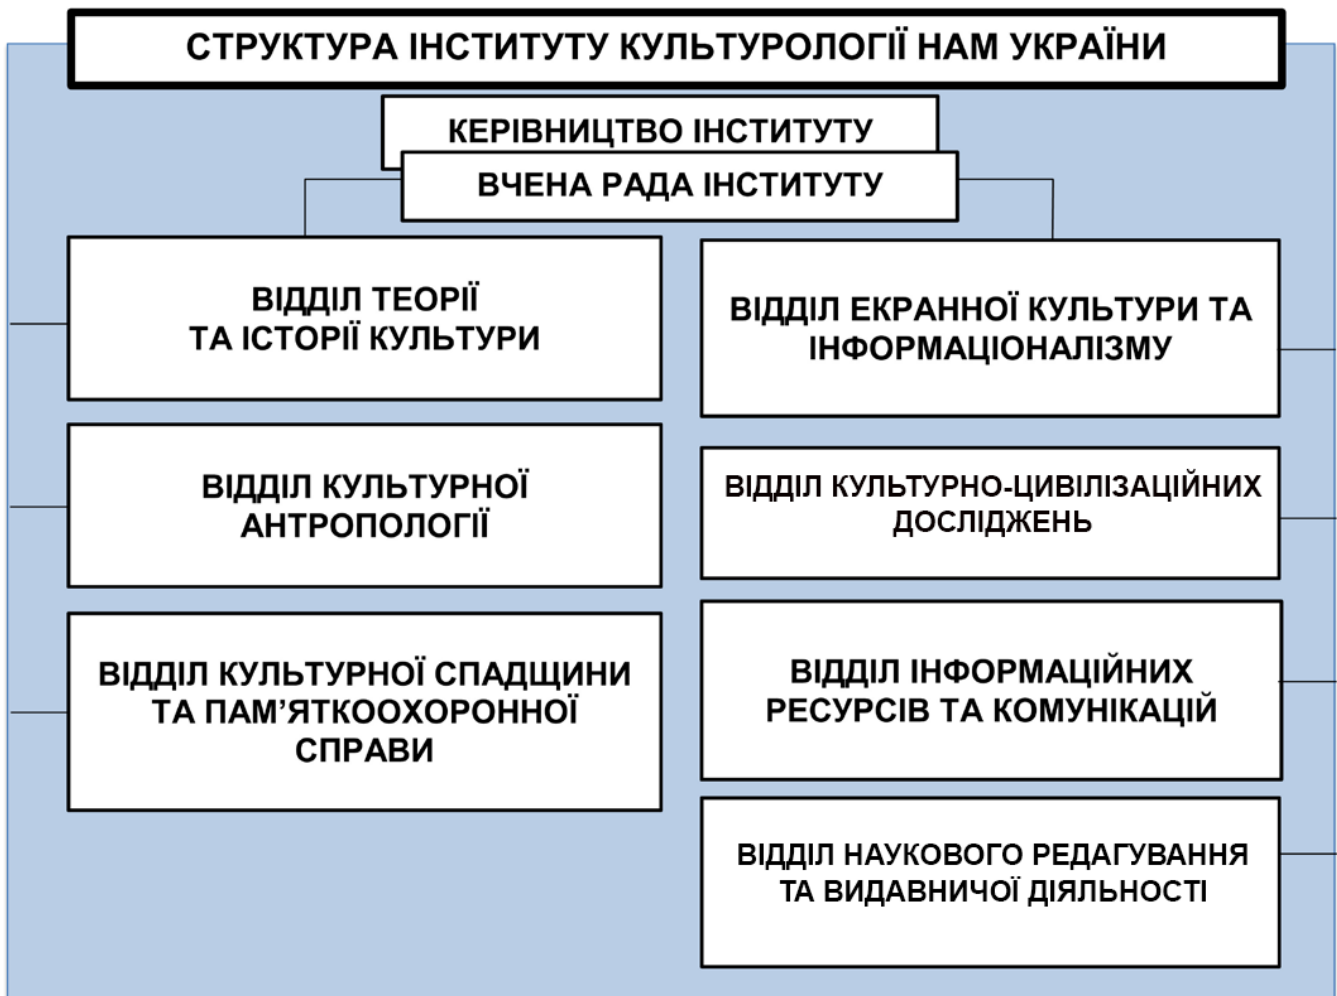 СТРУКТУРА ІНСТИТУТУ КУЛЬТУРОЛОГІЇ НАМ УКРАЇНИ
КЕРІВНИЦТВО ІНСТИТУТУ
ВЧЕНА РАДА ІНСТИТУТУ
ВІДДІЛ ТЕОРІЇ
ТА ІСТОРІЇ КУЛЬТУРИ
ВІДДІЛ КУЛЬТУРНОЇ
АНТРОПОЛОГІЇ
ВІДДІЛ КУЛЬТУРНОЇ СПАДЩИНИ
ТА ПАМ’ЯТКООХОРОННОЇ
СПРАВИ
ВІДДІЛ ЕКРАННОЇ КУЛЬТУРИ ТА
ІНФОРМАЦІОНАЛІЗМУ
ВІДДІЛ КУЛЬТУРНО-ЦИВІЛІЗАЦІЙНИХ
ДОСЛІДЖЕНЬ
ВІДДІЛ ІНФОРМАЦІЙНИХ
РЕСУРСІВ ТА КОМУНІКАЦІЙ
ВІДДІЛ НАУКОВОГО РЕДАГУВАННЯ
ТА ВИДАВНИЧОЇ ДІЯЛЬНОСТІ